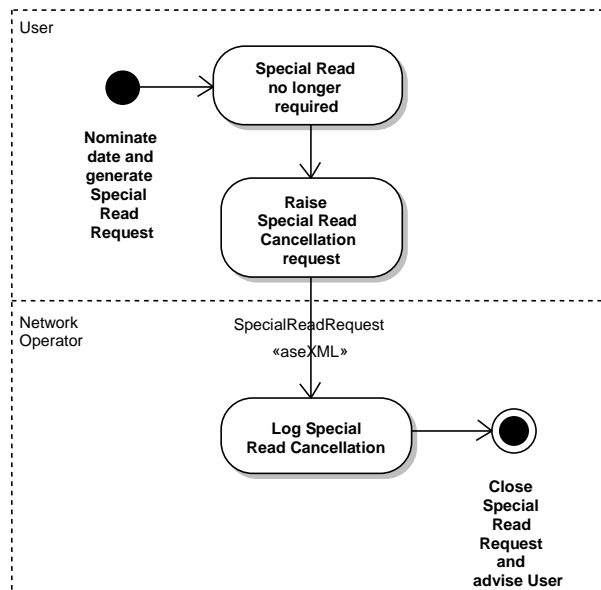 User
Special Read
no longer
required
Nominate
date and
generate
Special
Read
Request
Raise
Special Read
Cancellation
request
Network
Operator
SpecialReadRequest
«aseXML»
Log Special
Read Cancellation
Close
Special
Read
Request
and
advise User